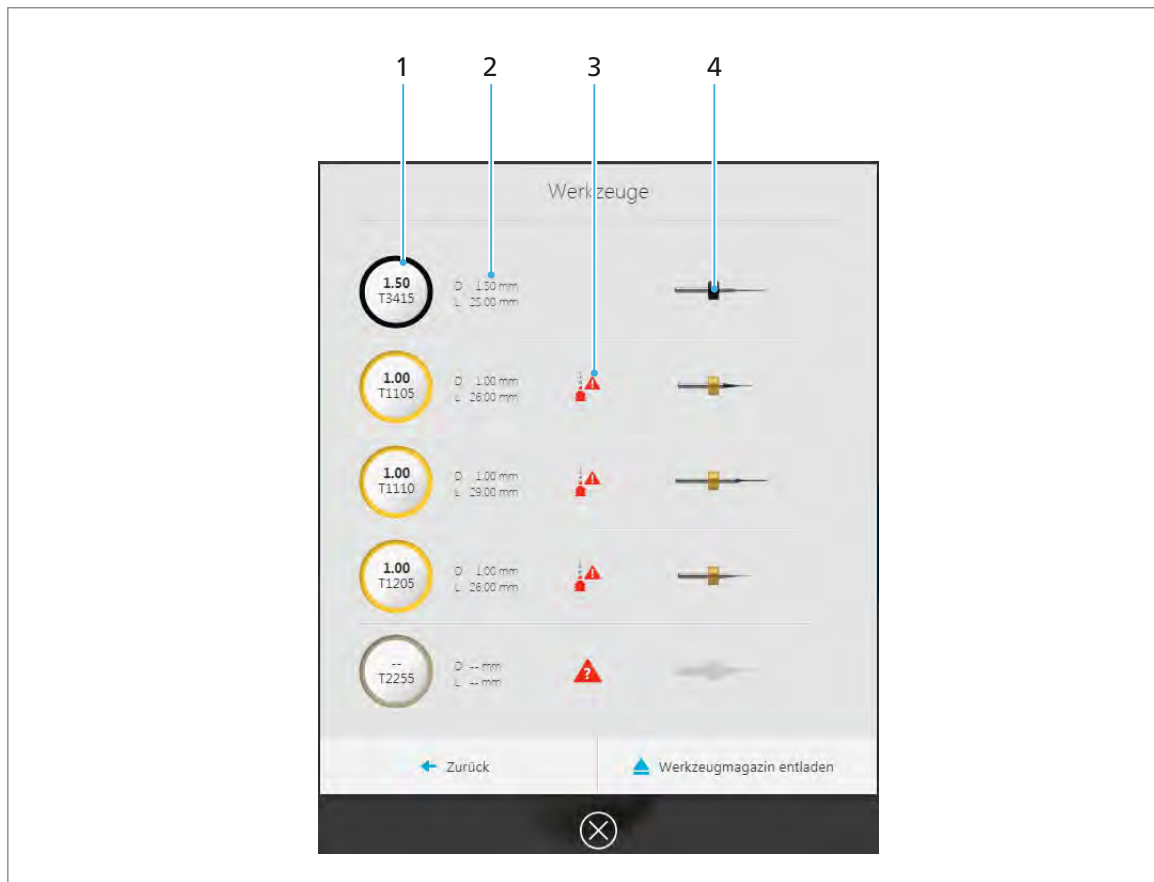 1 2 3 4
Werkzeuge
1.50
T3415
D 1.50 mm
L 25.00 mm
1.00
T1105
D 1.00 mm
L 26.00 mm
1.00
T1110
D 1.00 mm
L 29.00 mm
1.00
T1205
D 1.00 mm
L 26.00 mm
--
T2255
D -- mm
L -- mm
Zurück
Werkzeugmagazin entladen